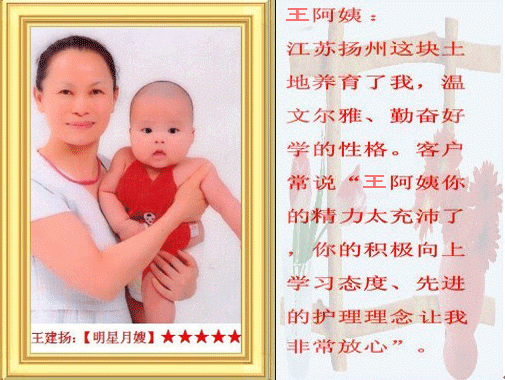 王建扬:【明星月嫂】★★★★★
王阿姨：
江苏扬州这块土
地养育了我，温
文尔雅、勤奋好
学的性格。客户
常说“王阿姨你
的精力太充沛了
，你的积极向上
学习态度、先进
的护理理念让我
非常放心”。